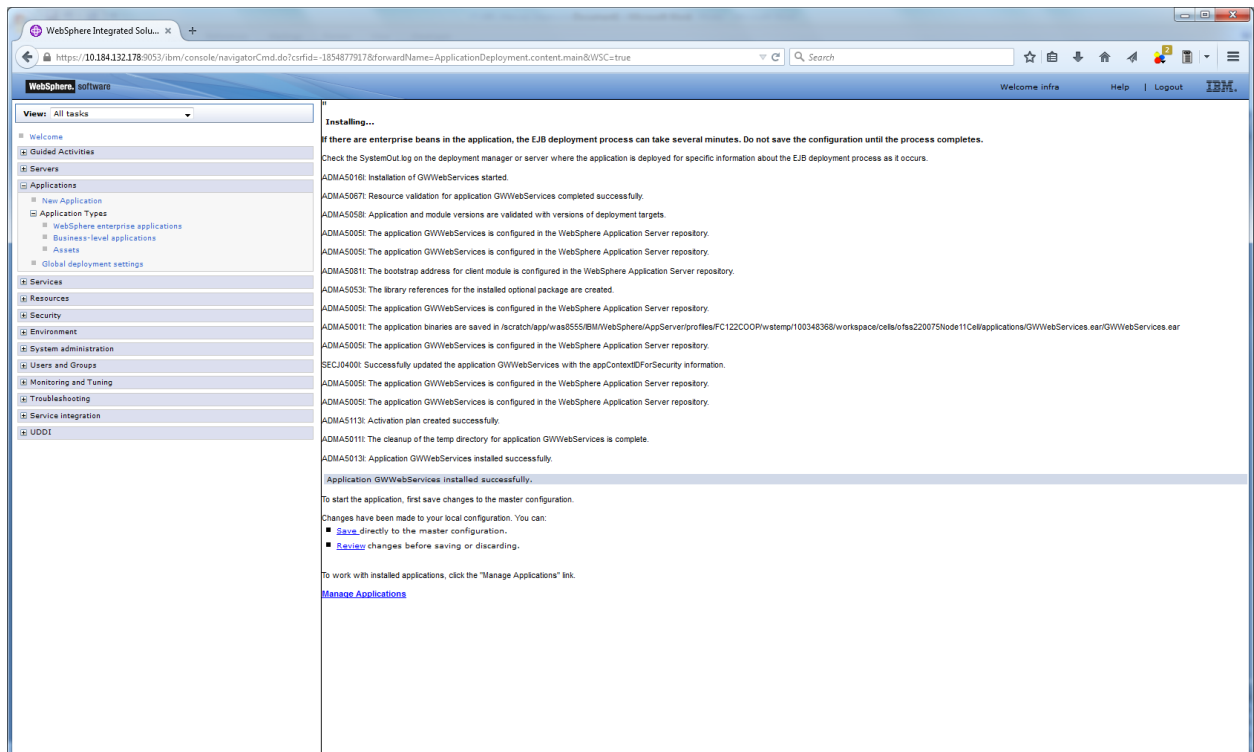 WebSphere Integrated Solu...
https://10.184.132.178:9053/ibm/console/navigatorCmd.do?csrfid=-1854877917&forwardName=ApplicationDeployment.content.main&WSC=true
Search
2
WebSphere. software
Welcome infra
Help | Logout
IBM.
View: All tasks
Welcome
Guided Activities
Servers
Applications
New Application
Application Types
WebSphere enterprise applications
Business-level applications
Assets
Global deployment settings
Services
Resources
Security
Environment
System administration
Users and Groups
Monitoring and Tuning
Troubleshooting
Service integration
UDDI
"
Installing...
If there are enterprise beans in the application, the EJB deployment process can take several minutes. Do not save the configuration until the process completes.
Check the SystemOut.log on the deployment manager or server where the application is deployed for specific information about the EJB deployment process as it occurs.
ADMA5016I: Installation of GWWebServices started.
ADMA5067I: Resource validation for application GWWebServices completed successfully.
ADMA5058I: Application and module versions are validated with versions of deployment targets.
ADMA5005I: The application GWWebServices is configured in the WebSphere Application Server repository.
ADMA5005I: The application GWWebServices is configured in the WebSphere Application Server repository.
ADMA5081I: The bootstrap address for client module is configured in the WebSphere Application Server repository.
ADMA5053I: The library references for the installed optional package are created.
ADMA5005I: The application GWWebServices is configured in the WebSphere Application Server repository.
ADMA5001I: The application binaries are saved in /scratch/app/was8555/IBM/WebSphere/AppServer/profiles/FC122COOP/wstemp/100348368/workspace/cells/ofss220075Node11Cell/applications/GWWebServices.ear/GWWebServices.ear
ADMA5005I: The application GWWebServices is configured in the WebSphere Application Server repository.
SECJ0400I: Successfully updated the application GWWebServices with the appContextIDForSecurity information.
ADMA5005I: The application GWWebServices is configured in the WebSphere Application Server repository.
ADMA5005I: The application GWWebServices is configured in the WebSphere Application Server repository.
ADMA5113I: Activation plan created successfully.
ADMA5011I: The cleanup of the temp directory for application GWWebServices is complete.
ADMA5013I: Application GWWebServices installed successfully.
Application GWWebServices installed successfully.
To start the application, first save changes to the master configuration.
Changes have been made to your local configuration. You can:
Save directly to the master configuration.
Review changes before saving or discarding.
To work with installed applications, click the "Manage Applications" link.
Manage Applications